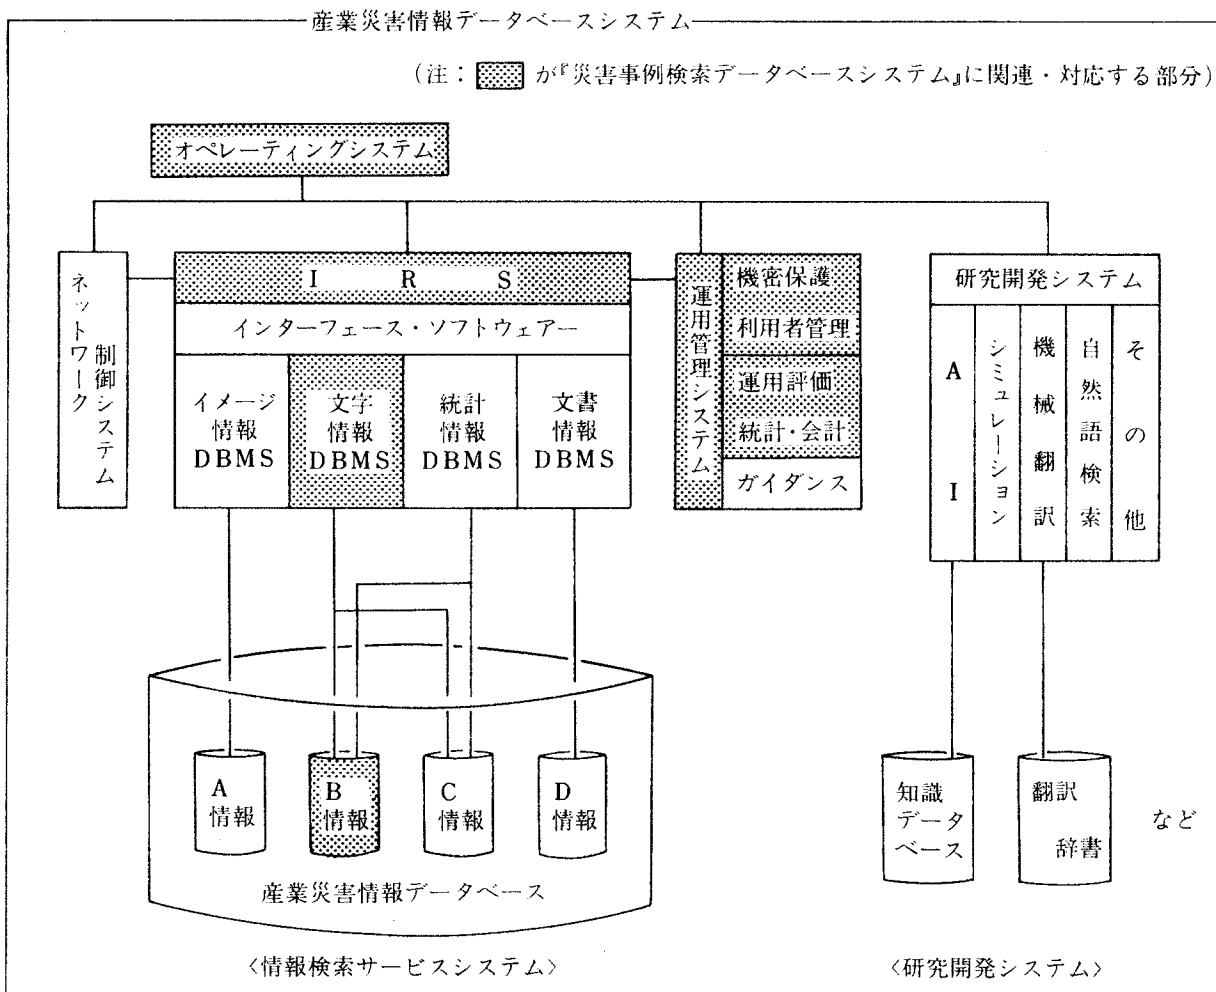 産業災害情報データベースシステム
(注: が『災害事例検索データベースシステム』に関連・対応する部分)
オペレーティングシステム
ネットワーク
制御システム
I R S
インターフェース・ソフトウェアー
イメージ
情報
DBMS
文字
情報
DBMS
統計
情報
DBMS
文書
情報
DBMS
運用管理システム
機密保護
利用者管理
運用評価
統計・会計
ガイダンス
研究開発システム
AI
シミュレーション
機械翻訳
自然語検索
その他
A
情報
B
情報
C
情報
D
情報
産業災害情報データベース
知識
データ
ベース
翻訳
辞書
など
〈情報検索サービスシステム〉
〈研究開発システム〉